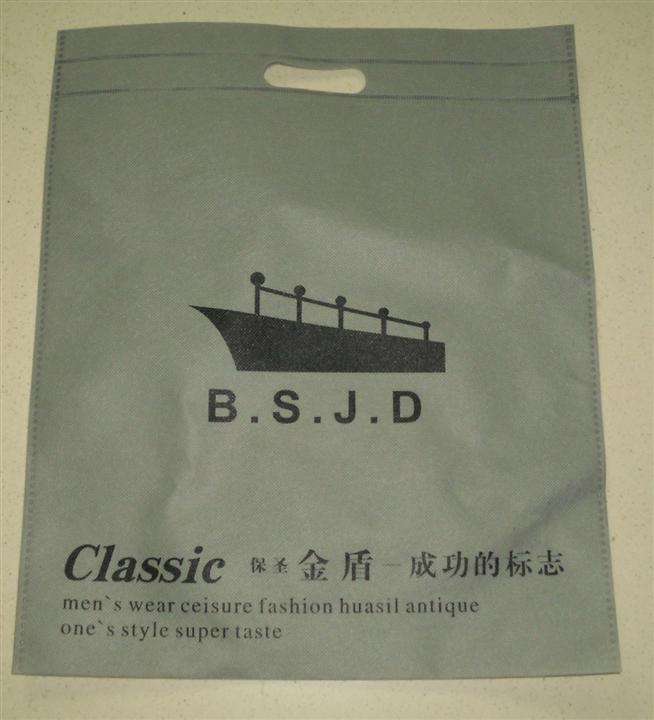 B.S.J.D
Classic 保圣金盾—成功的标志
men`s wear ceisure fashion huasil antique
one`s style super taste